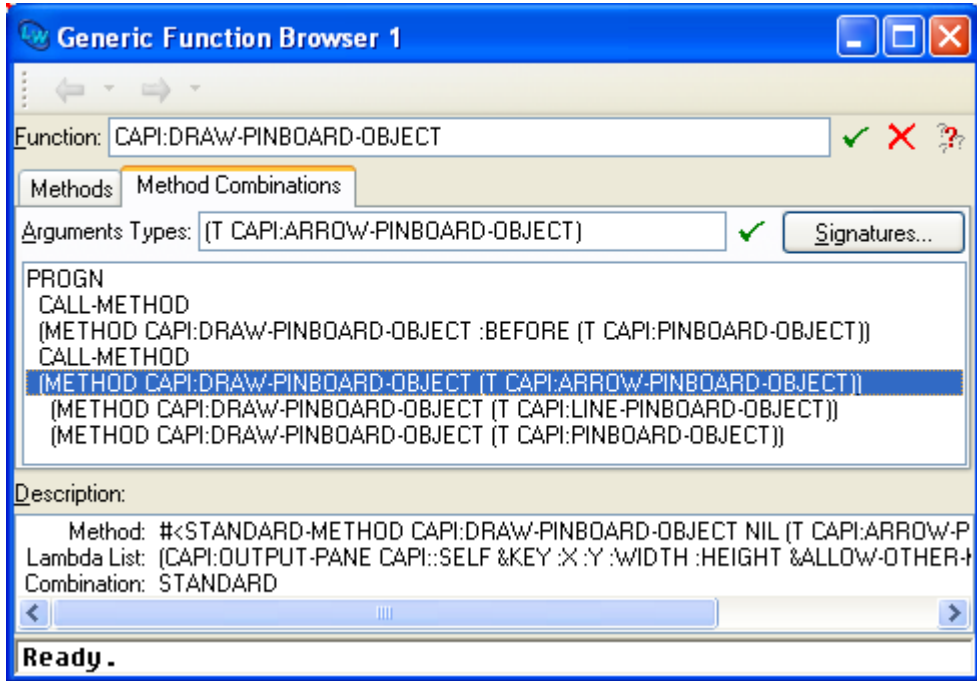 Generic Function Browser 1
Function: CAPI:DRAW-PINBOARD-OBJECT
Methods Method Combinations
Arguments Types: (T CAPI:ARROW-PINBOARD-OBJECT) Signatures...
PROGN
CALL-METHOD
(METHOD CAPI:DRAW-PINBOARD-OBJECT :BEFORE (T CAPI:PINBOARD-OBJECT))
CALL-METHOD
(METHOD CAPI:DRAW-PINBOARD-OBJECT (T CAPI:ARROW-PINBOARD-OBJECT))
(METHOD CAPI:DRAW-PINBOARD-OBJECT (T CAPI:LINE-PINBOARD-OBJECT))
(METHOD CAPI:DRAW-PINBOARD-OBJECT (T CAPI:PINBOARD-OBJECT))
Description:
Method: #<STANDARD-METHOD CAPI:DRAW-PINBOARD-OBJECT NIL (T CAPI:ARROW-P
Lambda List: (CAPI:OUTPUT-PANE CAPI::SELF &KEY :X :Y :WIDTH :HEIGHT &ALLOW-OTHER-
Combination: STANDARD
Ready.